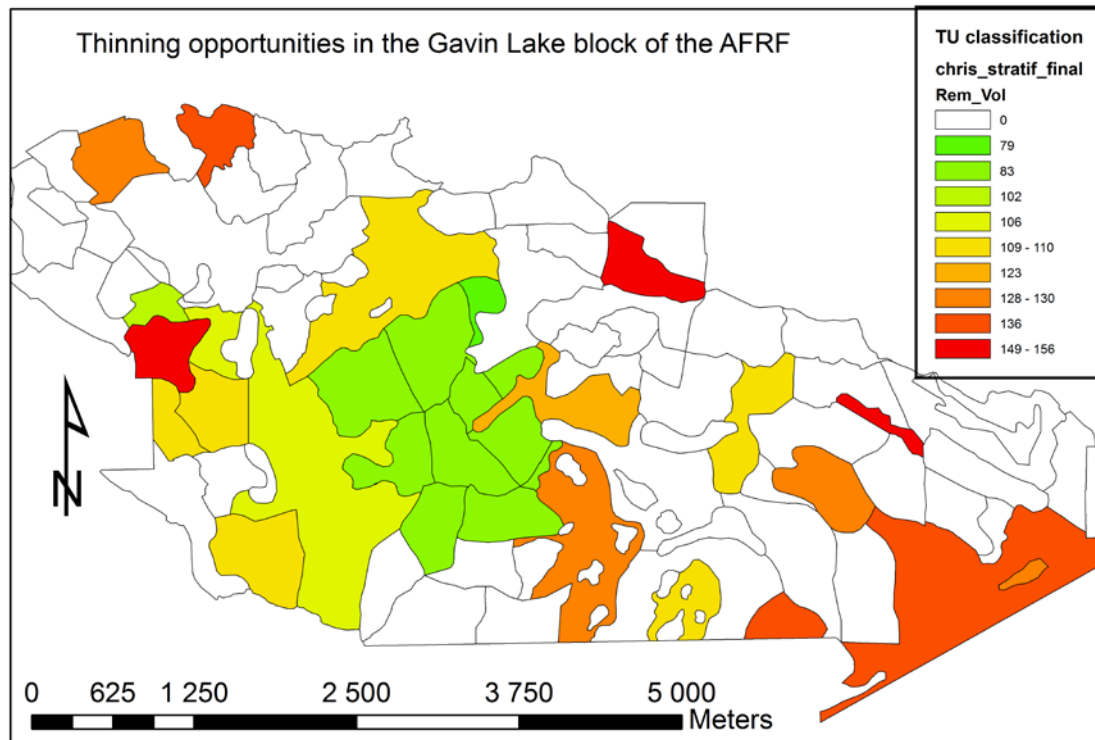 Thinning opportunities in the Gavin Lake block of the AFRF
TU classification
chris_stratif_final
Rem_Vol
0
79
83
102
106
109 - 110
123
128 - 130
136
149 - 156
N
0 625 1 250 2 500 3 750 5 000
Meters